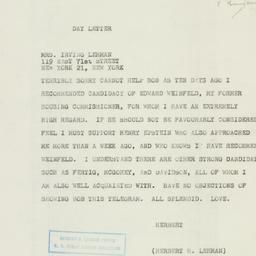 DAY LETTER
MRS. IRVING LEHMAN
119 EAST 71st STREET
NEW YORK 21, NEW YORK
TERRIBLY SORRY CANNOT HELP BOB AS TEN DAYS AGO I
RECOMMENDED CANDIDACY OF EDWARD WEINFELD, MY FORMER
HOUSING COMMISSIONER, FOR WHOM I HAVE AN EXTREMELY
HIGH REGARD. IF HE SHOULD NOT BE FAVOURABLY CONSIDERED
FEEL I MUST SUPPORT HENRY EPSTEIN WHO ALSO APPROACHED
ME MORE THAN A WEEK AGO, AND WHO KNOWS I HAVE RECOMMENDED
WEINFELD. I UNDERSTAND THERE ARE OTHER STRONG CANDIDATES
SUCH AS FERTIG, MCGOHEY, AND DAVIDSON, ALL OF WHOM I
AM ALSO WELL ACQUAINTED WITH. HAVE NO OBJECTIONS OF
SHOWING BOB THIS TELEGRAM. ALL SPLENDID. LOVE.
HERBERT
(HERBERT H. LEHMAN)